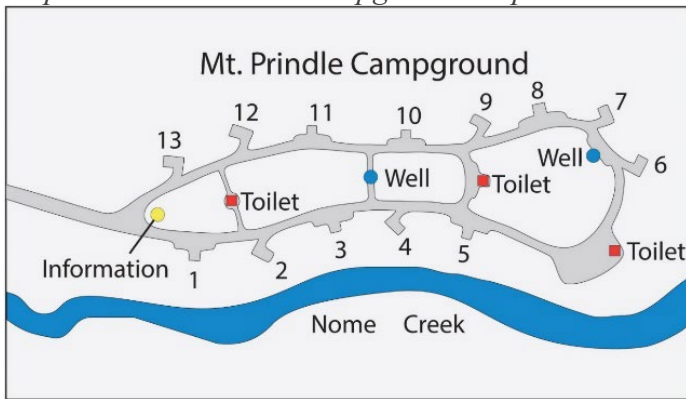 Mt. Prindle Campground
13
12
11
10
9
8
7
6
Well
Well
Toilet
Toilet
Toilet
Information
1
2
3
4
5
Nome Creek